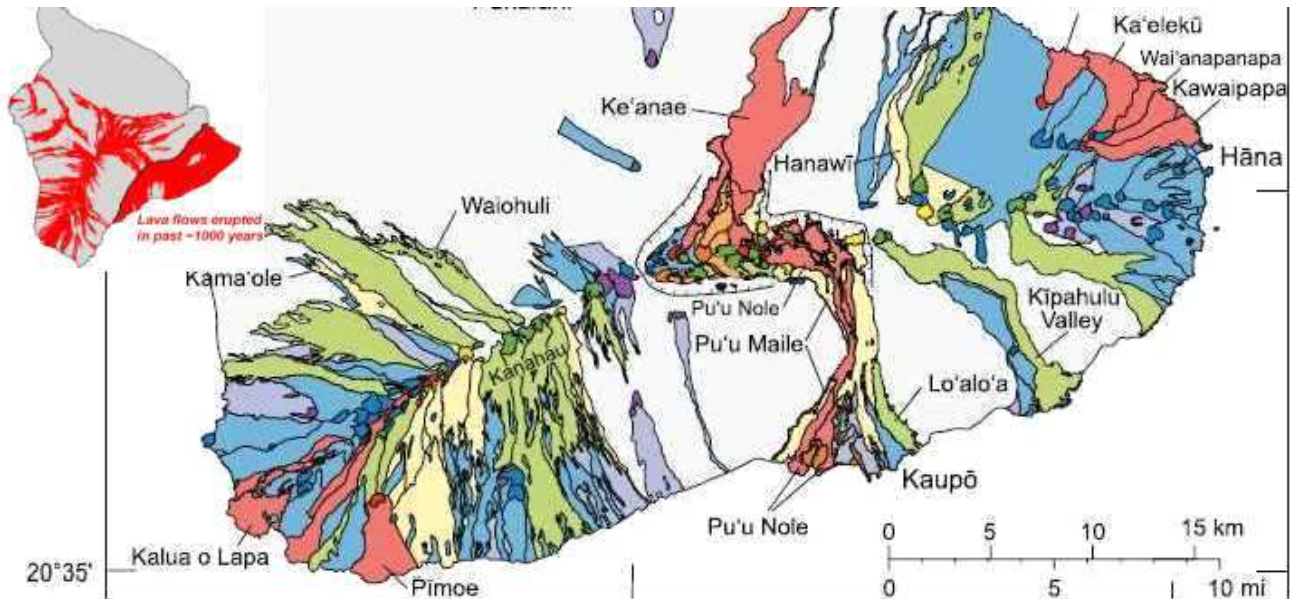 Ka'elekū
Wai'anapanapa
Kawaipapa
Ke'anae
Hanawī
Hāna
Lava flows erupted
in past ~1000 years
Waiohuli
Kama'ole
Pu'u Nole
Kīpahulu
Valley
Pu'u Maile
Kanahau
Lo'alo'a
Kaupō
Pu'u Nole
Kalua o Lapa
Pīmoe
20°35'
0 5 10 15 km
0 5 10 mi